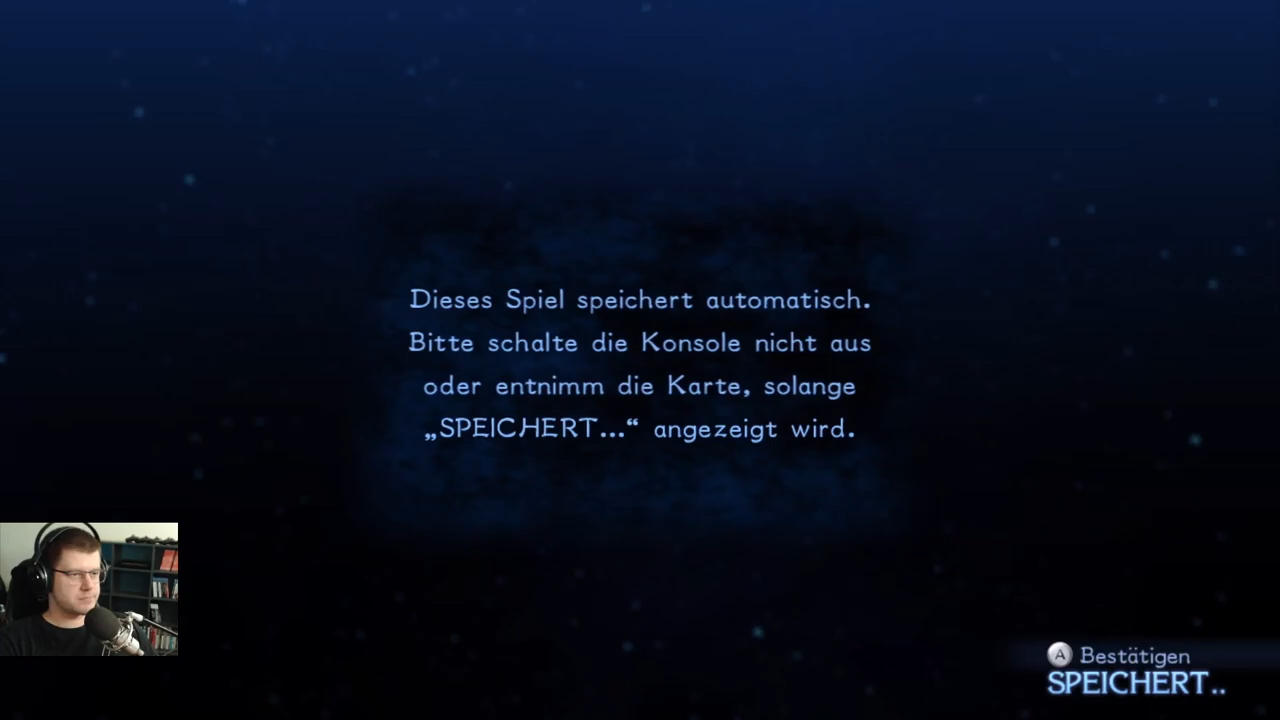 Dieses Spiel speichert automatisch.
Bitte schalte die Konsole nicht aus
oder entnimm die Karte, solange
„SPEICHERT...“ angezeigt wird.
A Bestätigen
SPEICHERT..